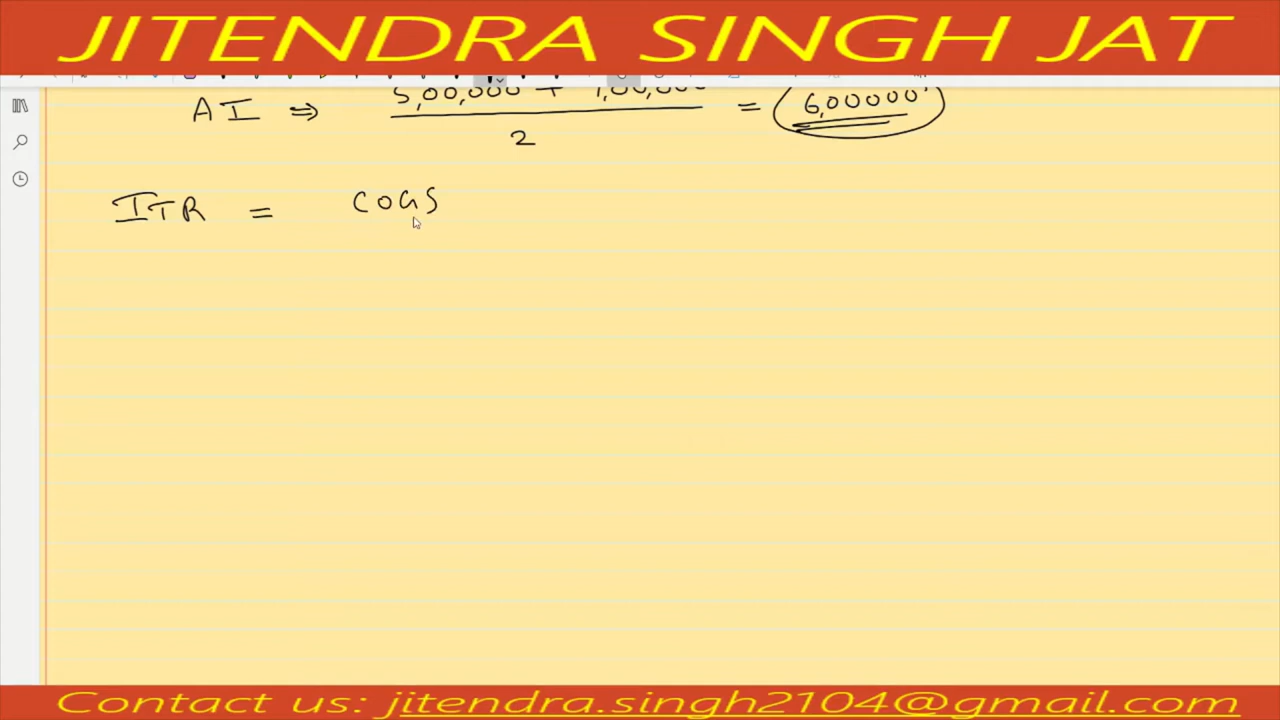 JITENDRA SINGH JAT
AI ⇒ 5,00,000 + ,00,000 = 6,00000
2
ITR = COGS
Contact us: jitendra.singh2104@gmail.com